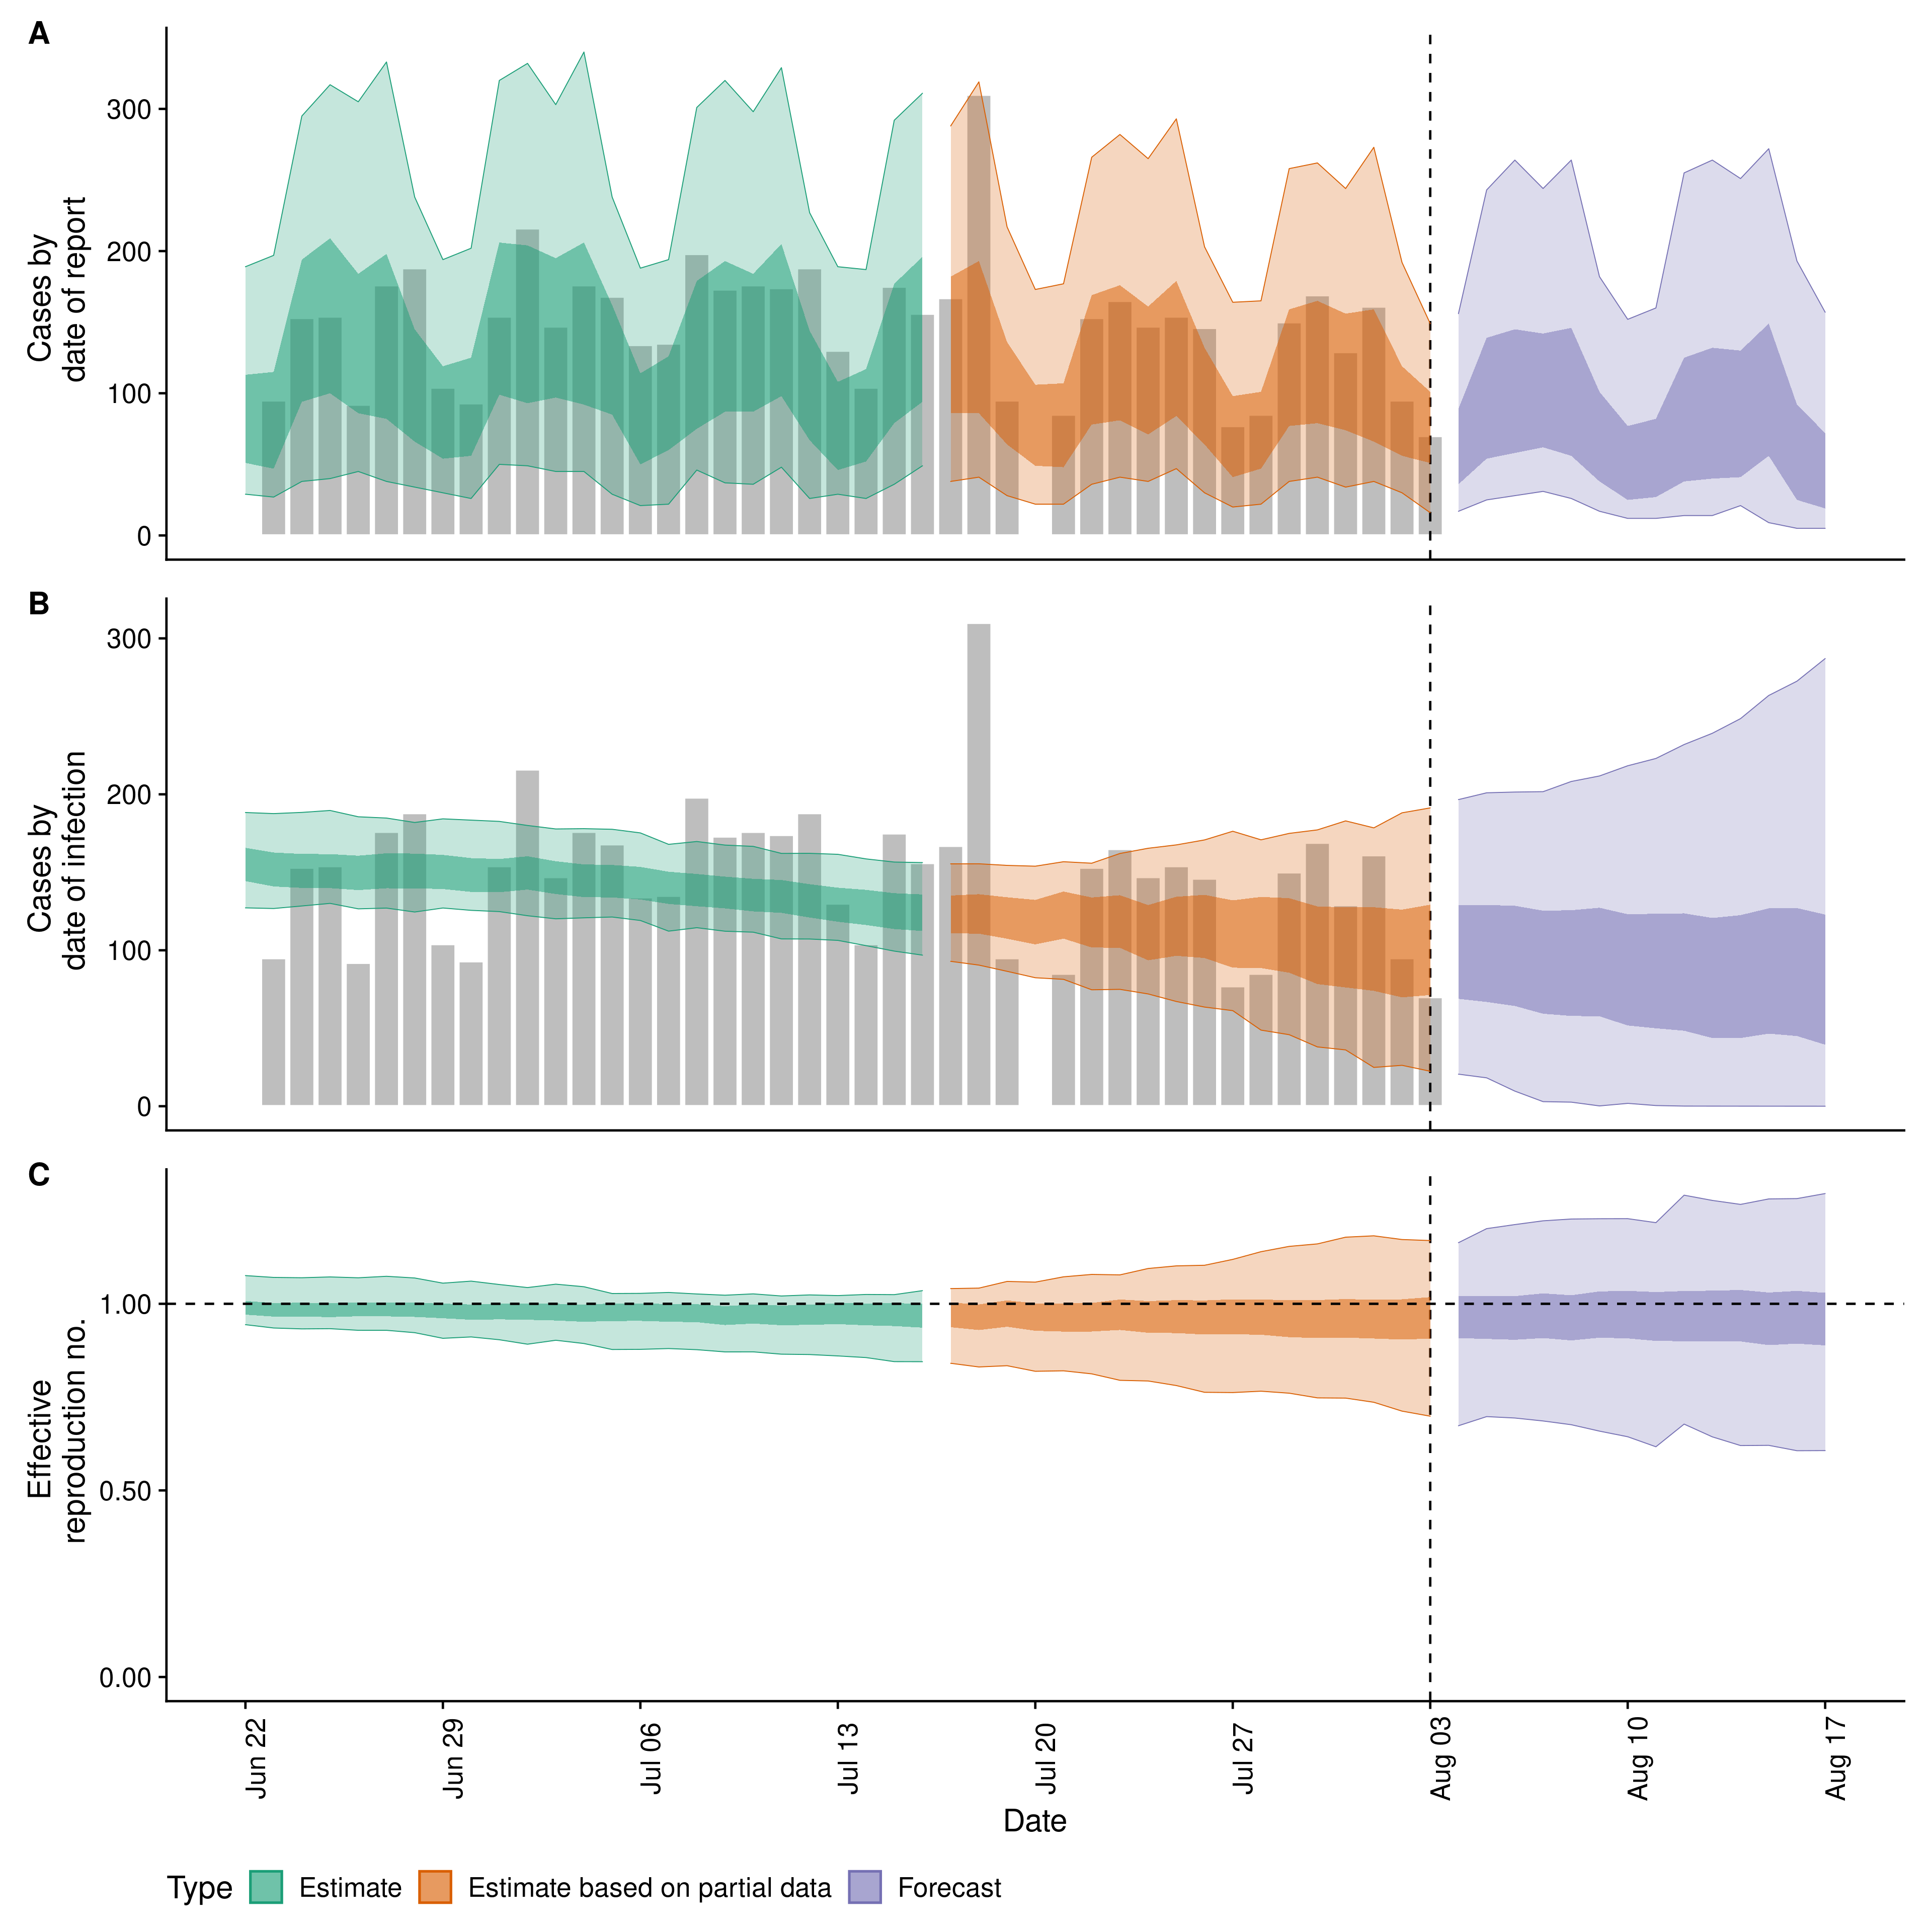 A
Cases by
date of report
300
200
100
0
B
Cases by
date of infection
300
200
100
0
C
Effective
reproduction no.
1.00
0.50
0.00
Jun 22
Jun 29
Jul 06
Jul 13
Jul 20
Jul 27
Aug 03
Aug 10
Aug 17
Date
Type
Estimate
Estimate based on partial data
Forecast